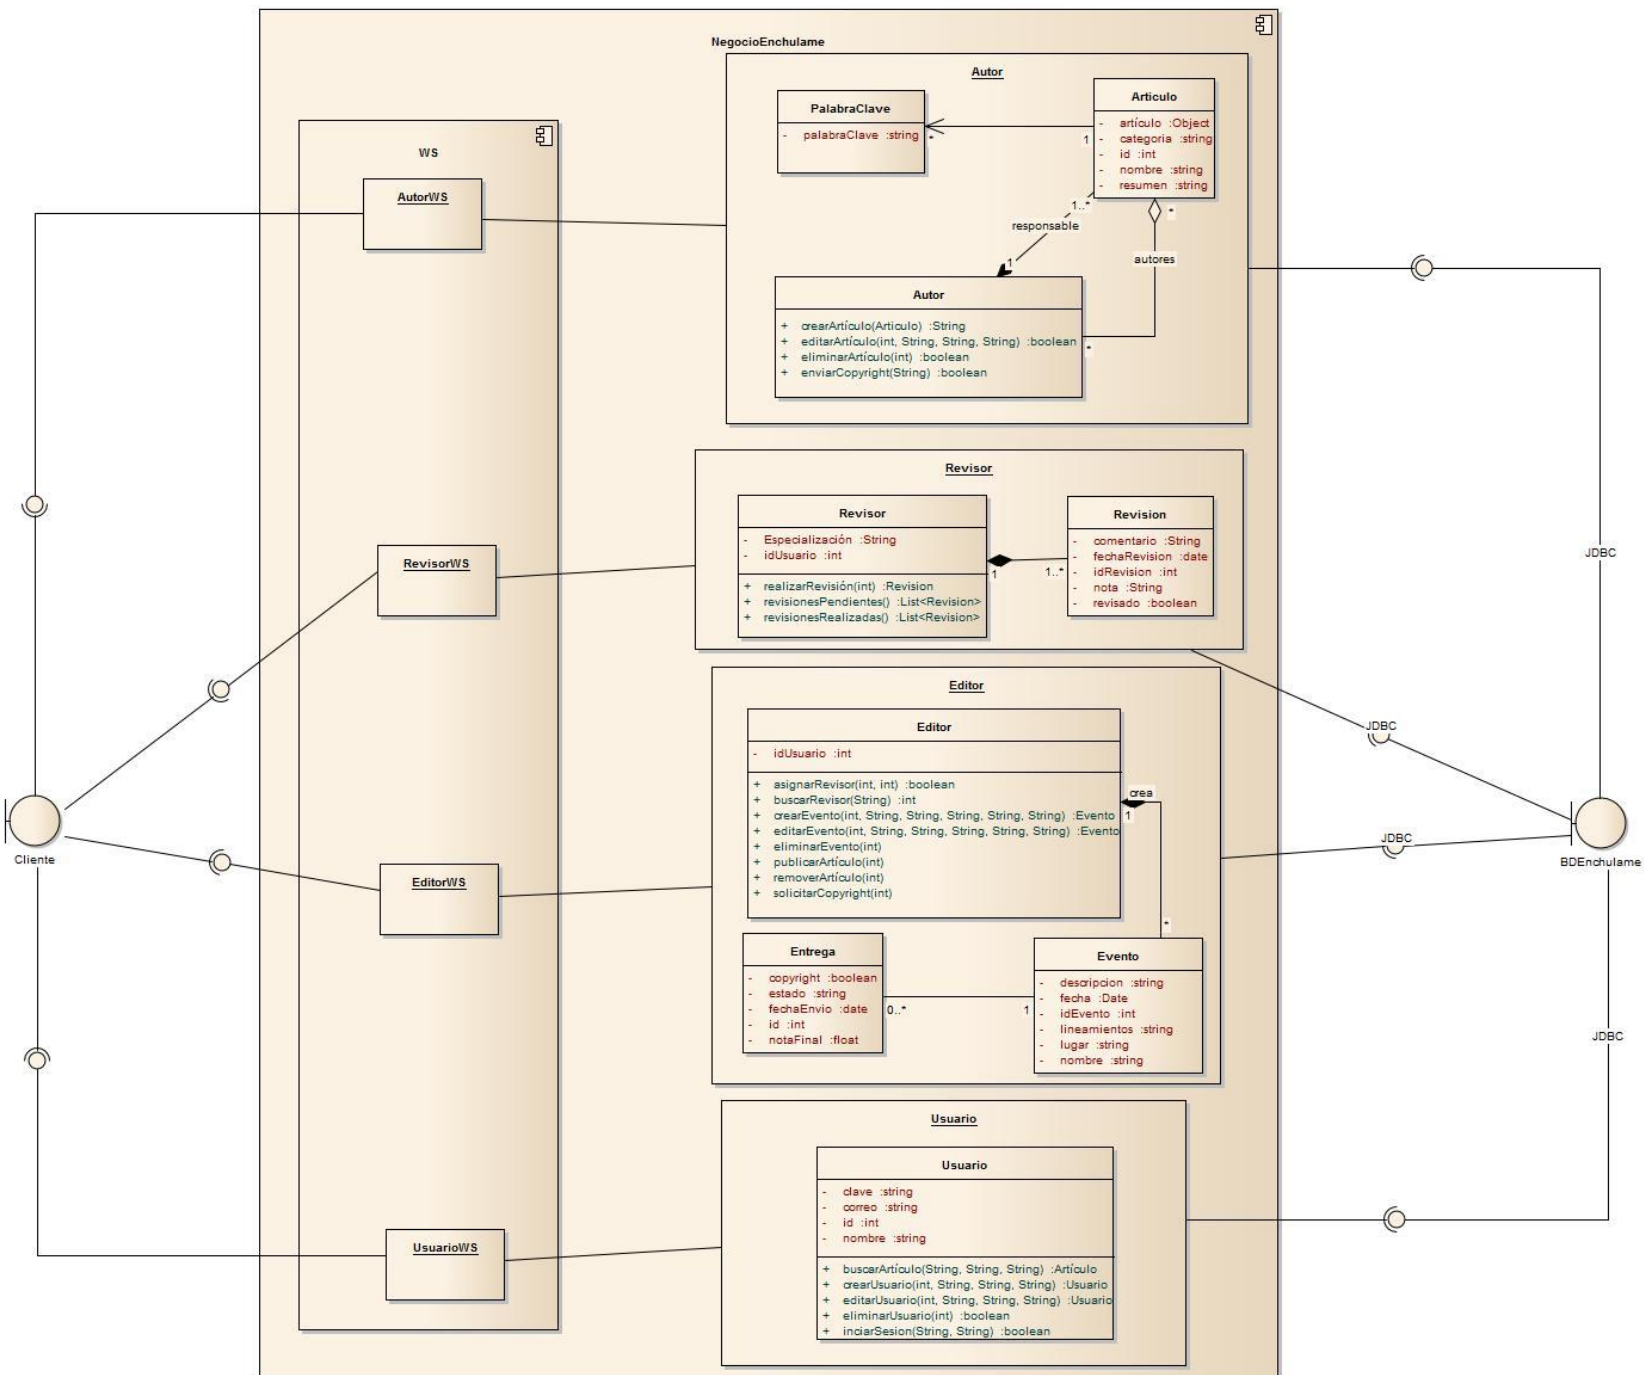 NegocioEnchulame
WS
AutorWS
RevisorWS
EditorWS
UsuarioWS
Cliente
Autor
PalabraClave
- palabraClave :string
Articulo
- artículo :Object
- categoria :string
- id :int
- nombre :string
- resumen :string
*
1
1..*
responsable
1
*
autores
*
Autor
+ crearArtículo(Articulo) :String
+ editarArtículo(int, String, String, String) :boolean
+ eliminarArtículo(int) :boolean
+ enviarCopyright(String) :boolean
Revisor
Revisor
- Especialización :String
- idUsuario :int
+ realizarRevisión(int) :Revision
+ revisionesPendientes() :List<Revision>
+ revisionesRealizadas() :List<Revision>
1
1..*
Revision
- comentario :String
- fechaRevision :date
- idRevision :int
- nota :String
- revisado :boolean
Editor
Editor
- idUsuario :int
+ asignarRevisor(int, int) :boolean
+ buscarRevisor(String) :int
+ crearEvento(int, String, String, String, String, String) :Evento
+ editarEvento(int, String, String, String, String, String) :Evento
+ eliminarEvento(int)
+ publicarArtículo(int)
+ removerArtículo(int)
+ solicitarCopyright(int)
crea
1
*
Entrega
- copyright :boolean
- estado :string
- fechaEnvio :date
- id :int
- notaFinal :float
0..*
1
Evento
- descripcion :string
- fecha :Date
- idEvento :int
- lineamientos :string
- lugar :string
- nombre :string
Usuario
Usuario
- clave :string
- correo :string
- id :int
- nombre :string
+ buscarArtículo(String, String, String) :Artículo
+ crearUsuario(int, String, String, String) :Usuario
+ editarUsuario(int, String, String, String) :Usuario
+ eliminarUsuario(int) :boolean
+ inciarSesion(String, String) :boolean
JDBC
JDBC
JDBC
BDEnchulame
JDBC